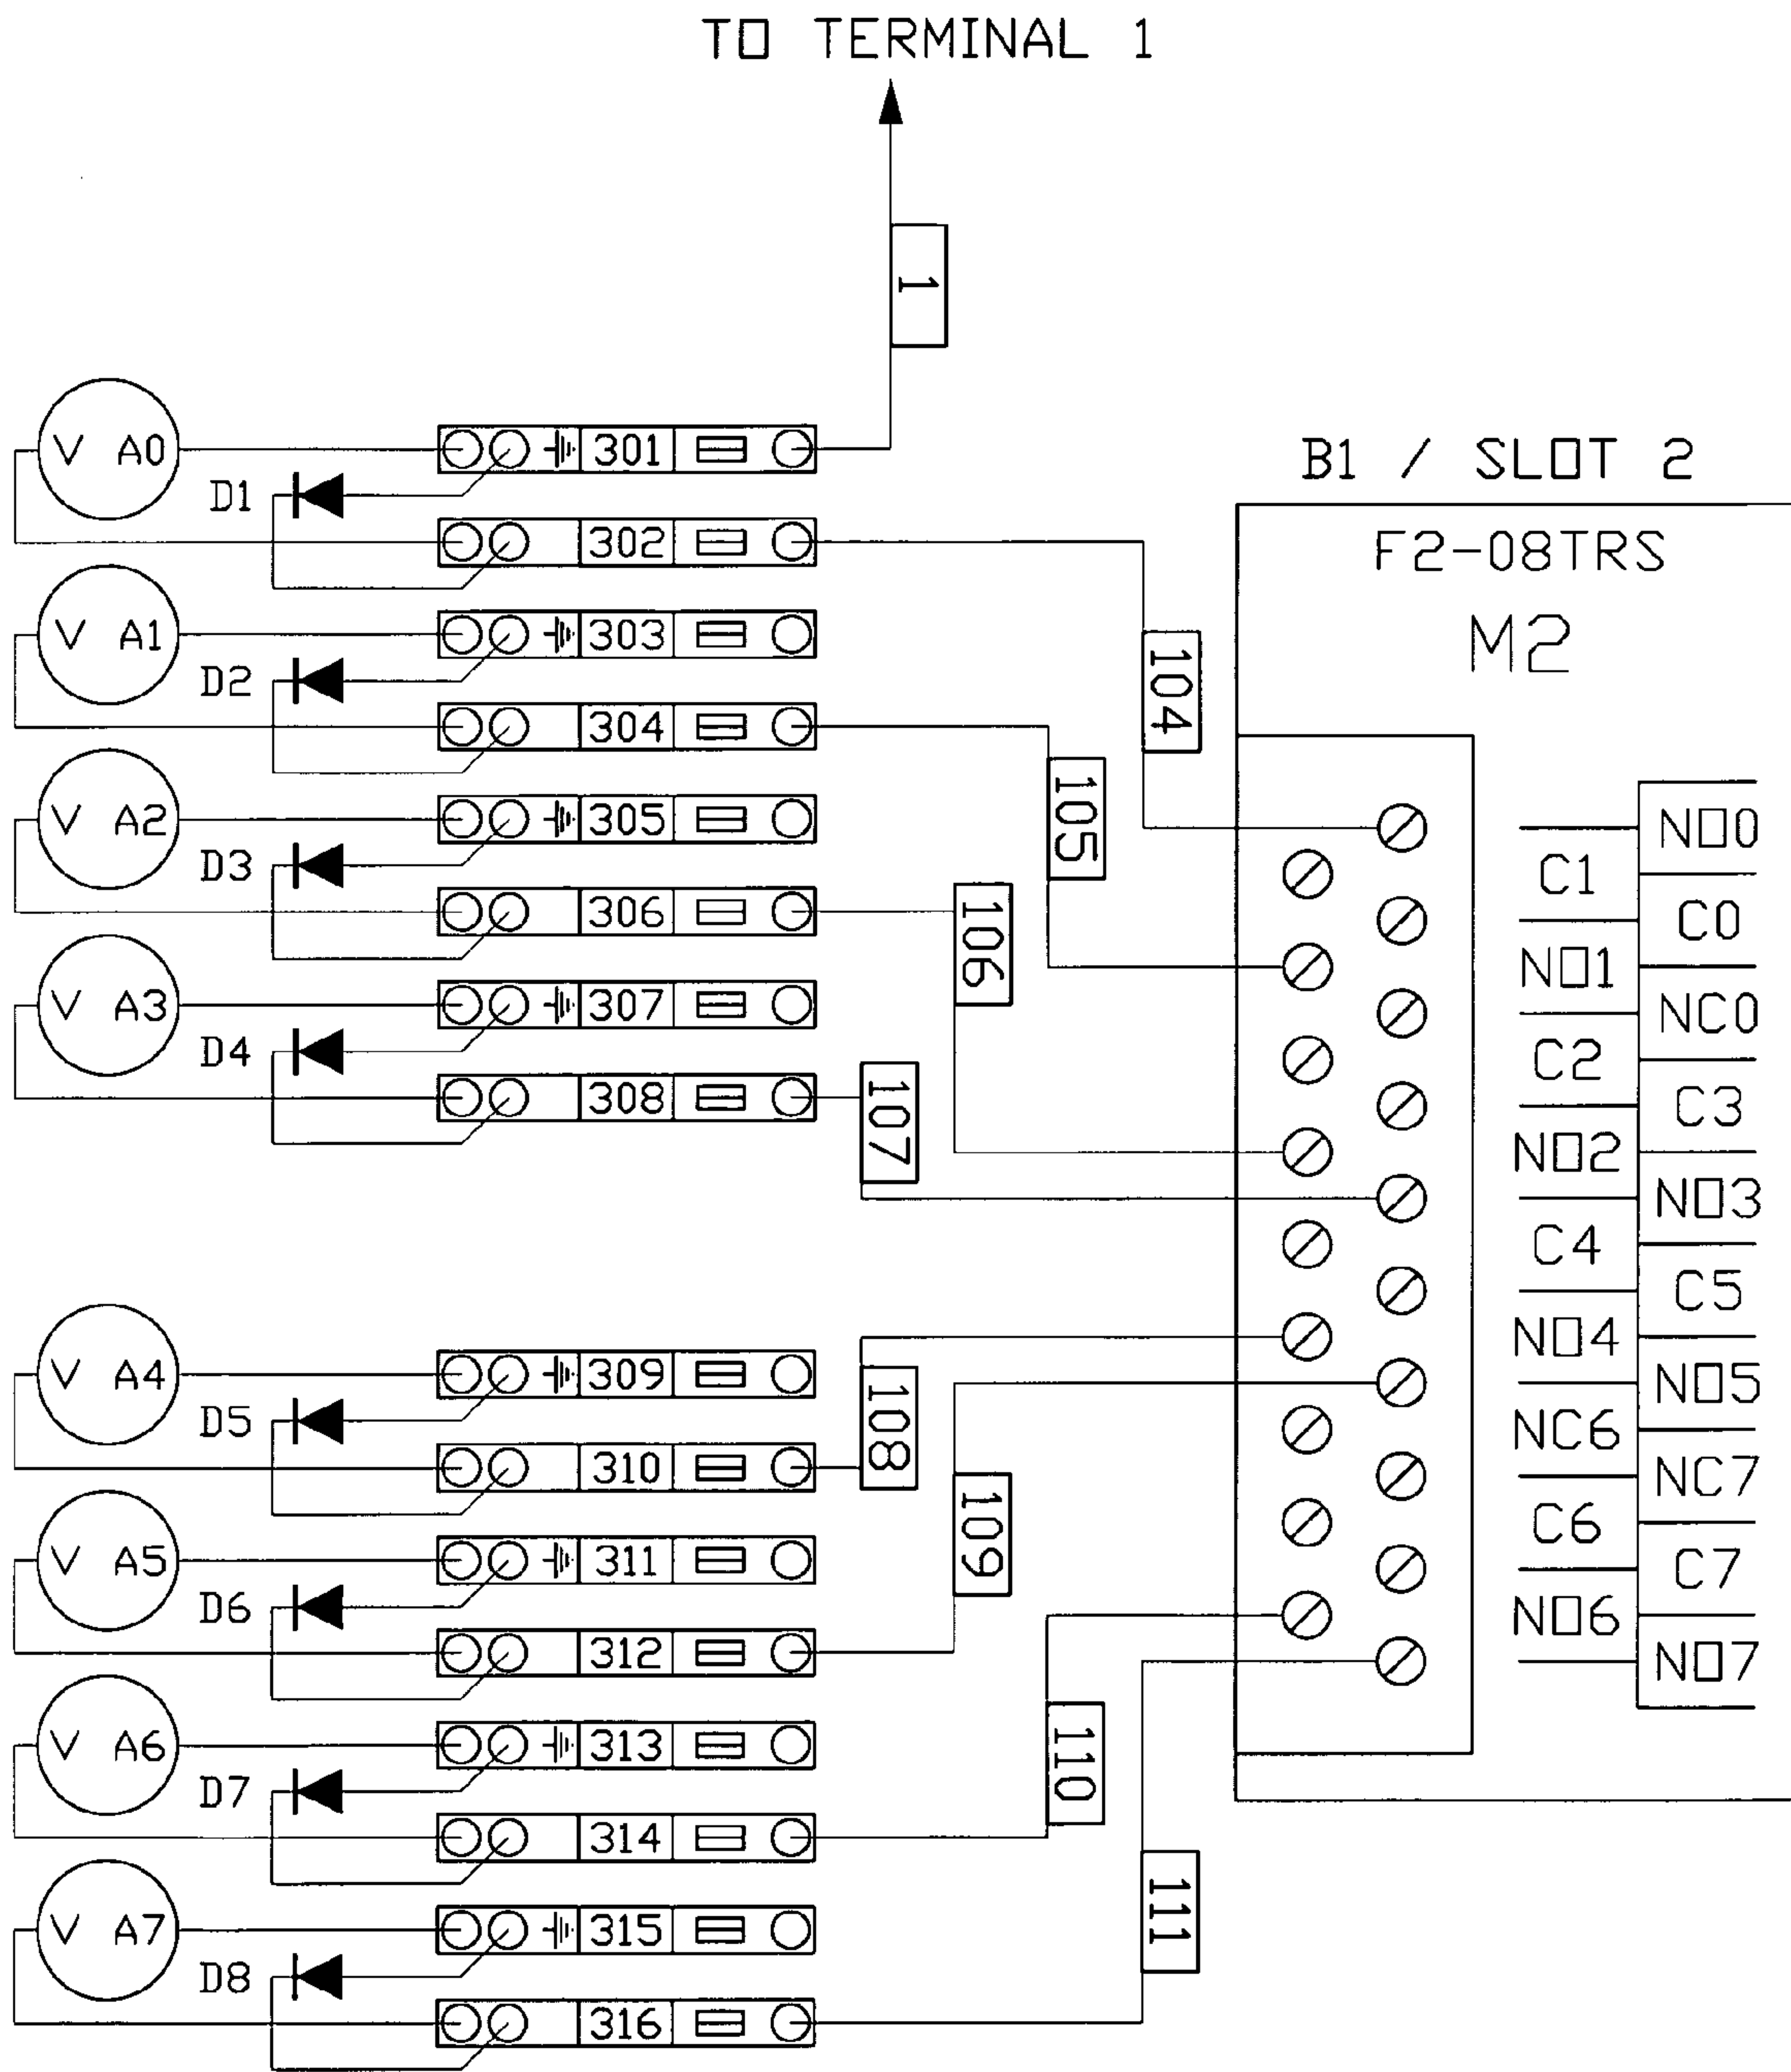 TO TERMINAL 1
1
V A0
301
D1
302
V A1
303
D2
304
V A2
305
D3
306
V A3
307
D4
308
V A4
309
D5
310
V A5
311
D6
312
V A6
313
D7
314
V A7
315
D8
316
104
105
106
107
108
109
110
111
B1 / SLOT 2
F2-08TRS
M2
C1
NO1
C2
NO2
C4
NO4
NC6
C6
NO6
NO0
C0
NC0
C3
NO3
C5
NO5
NC7
C7
NO7